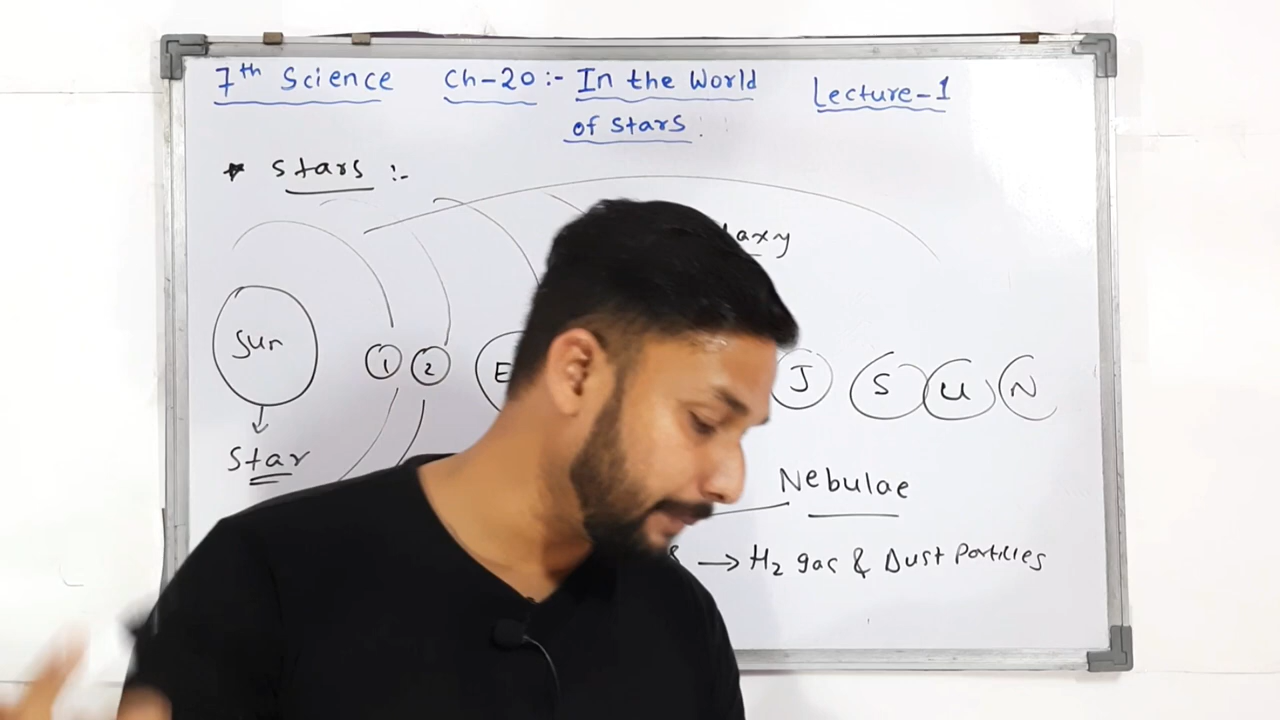 7th Science Ch-20:- In the World Lecture-1
of Stars
* Stars :-
Sun 1 2 E J S U N
Star
Nebulae
→ H2 gas & Dust Particles